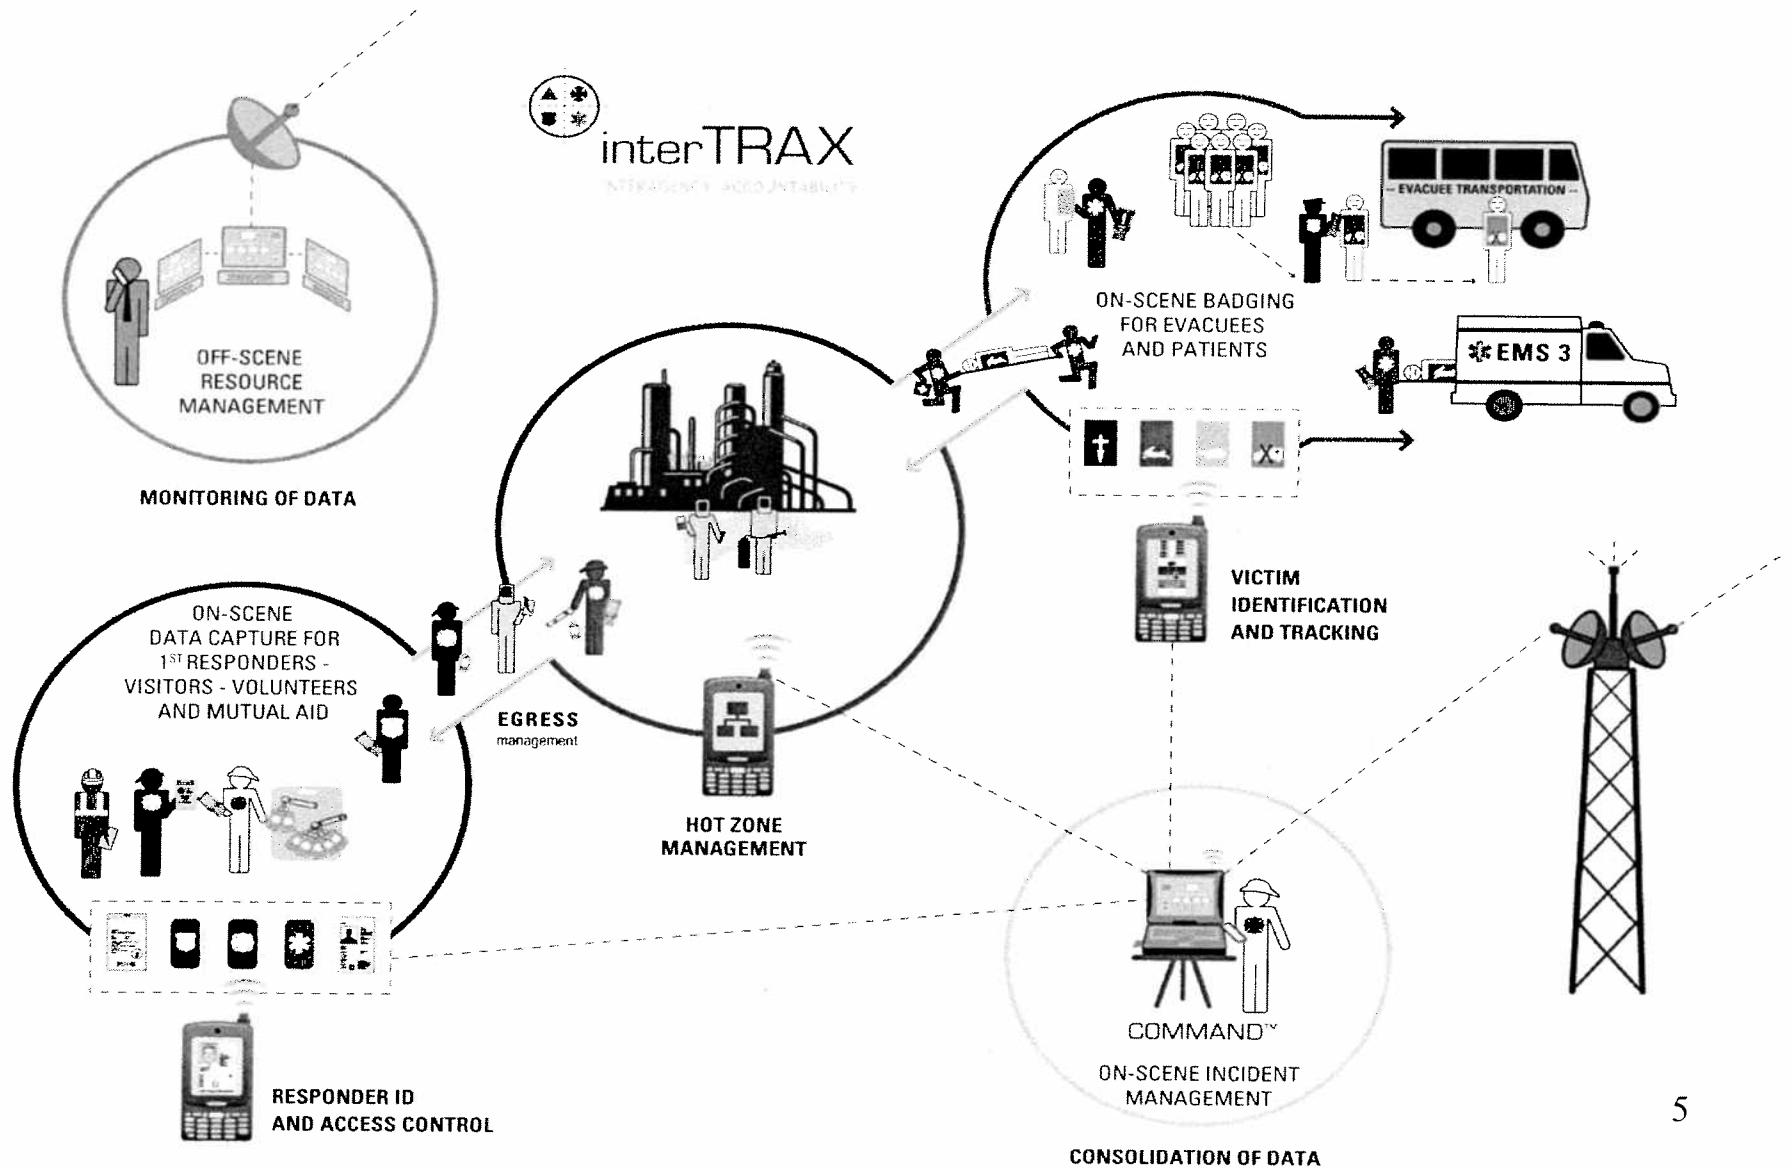 interTRAX
INTERAGENCY ACCOUNTABILITY
OFF-SCENE
RESOURCE
MANAGEMENT
MONITORING OF DATA
EVACUEE TRANSPORTATION
ON-SCENE BADGING
FOR EVACUEES
AND PATIENTS
EMS 3
VICTIM
IDENTIFICATION
AND TRACKING
ON-SCENE
DATA CAPTURE FOR
1ST RESPONDERS -
VISITORS - VOLUNTEERS
AND MUTUAL AID
EGRESS
management
HOT ZONE
MANAGEMENT
RESPONDER ID
AND ACCESS CONTROL
COMMAND™
ON-SCENE INCIDENT
MANAGEMENT
CONSOLIDATION OF DATA
5